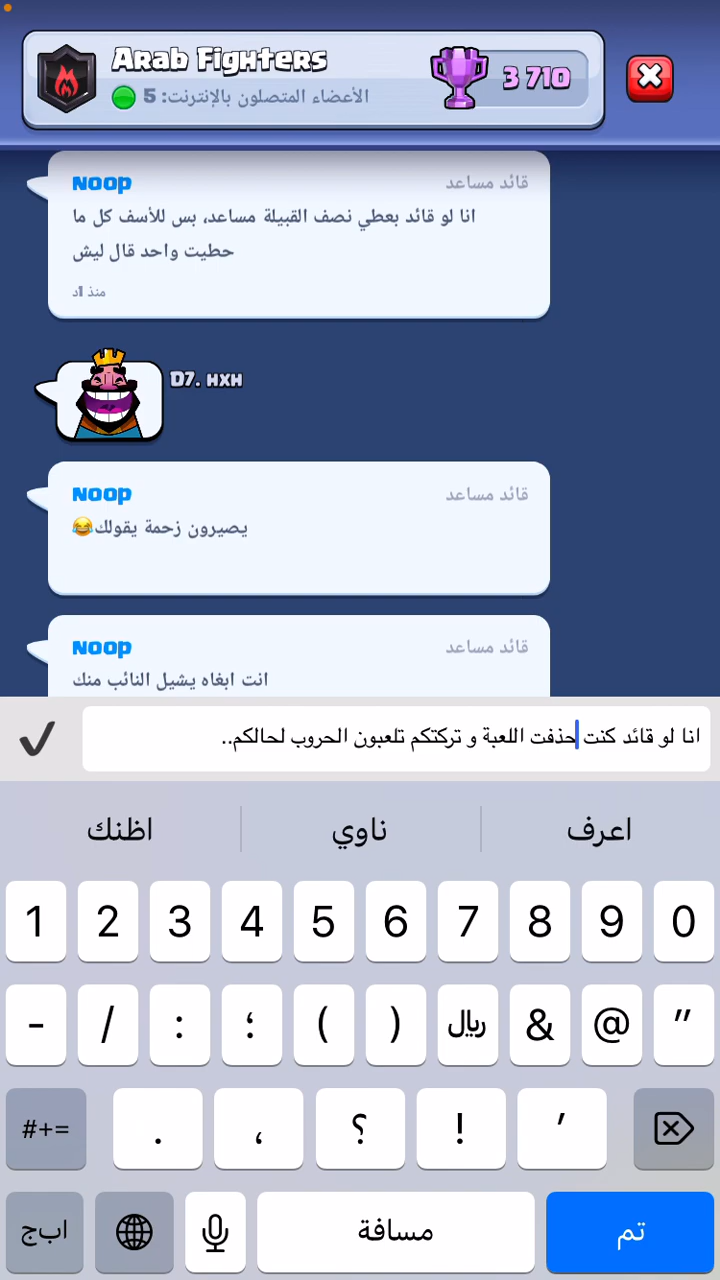 Arab Fighters
3 710
الأعضاء المتصلون بالإنترنت: 5
Noop
قائد مساعد
انا لو قائد بعطي نصف القبيلة مساعد، بس للأسف كل ما
حطيت واحد قال ليش
منذ 1د
D7. HXH
Noop
قائد مساعد
يصيرون زحمة يقولك😂
Noop
قائد مساعد
انت ابغاه يشيل النائب منك
انا لو قائد كنت حذفت اللعبة و تركتكم تلعبون الحروب لحالكم..
اعرف
ناوي
اظنك
1 2 3 4 5 6 7 8 9 0
- / : ؛ ( ) ﷼ & @ "
#+= . ، ؟ ! ’
اب‌ج
مسافة
تم